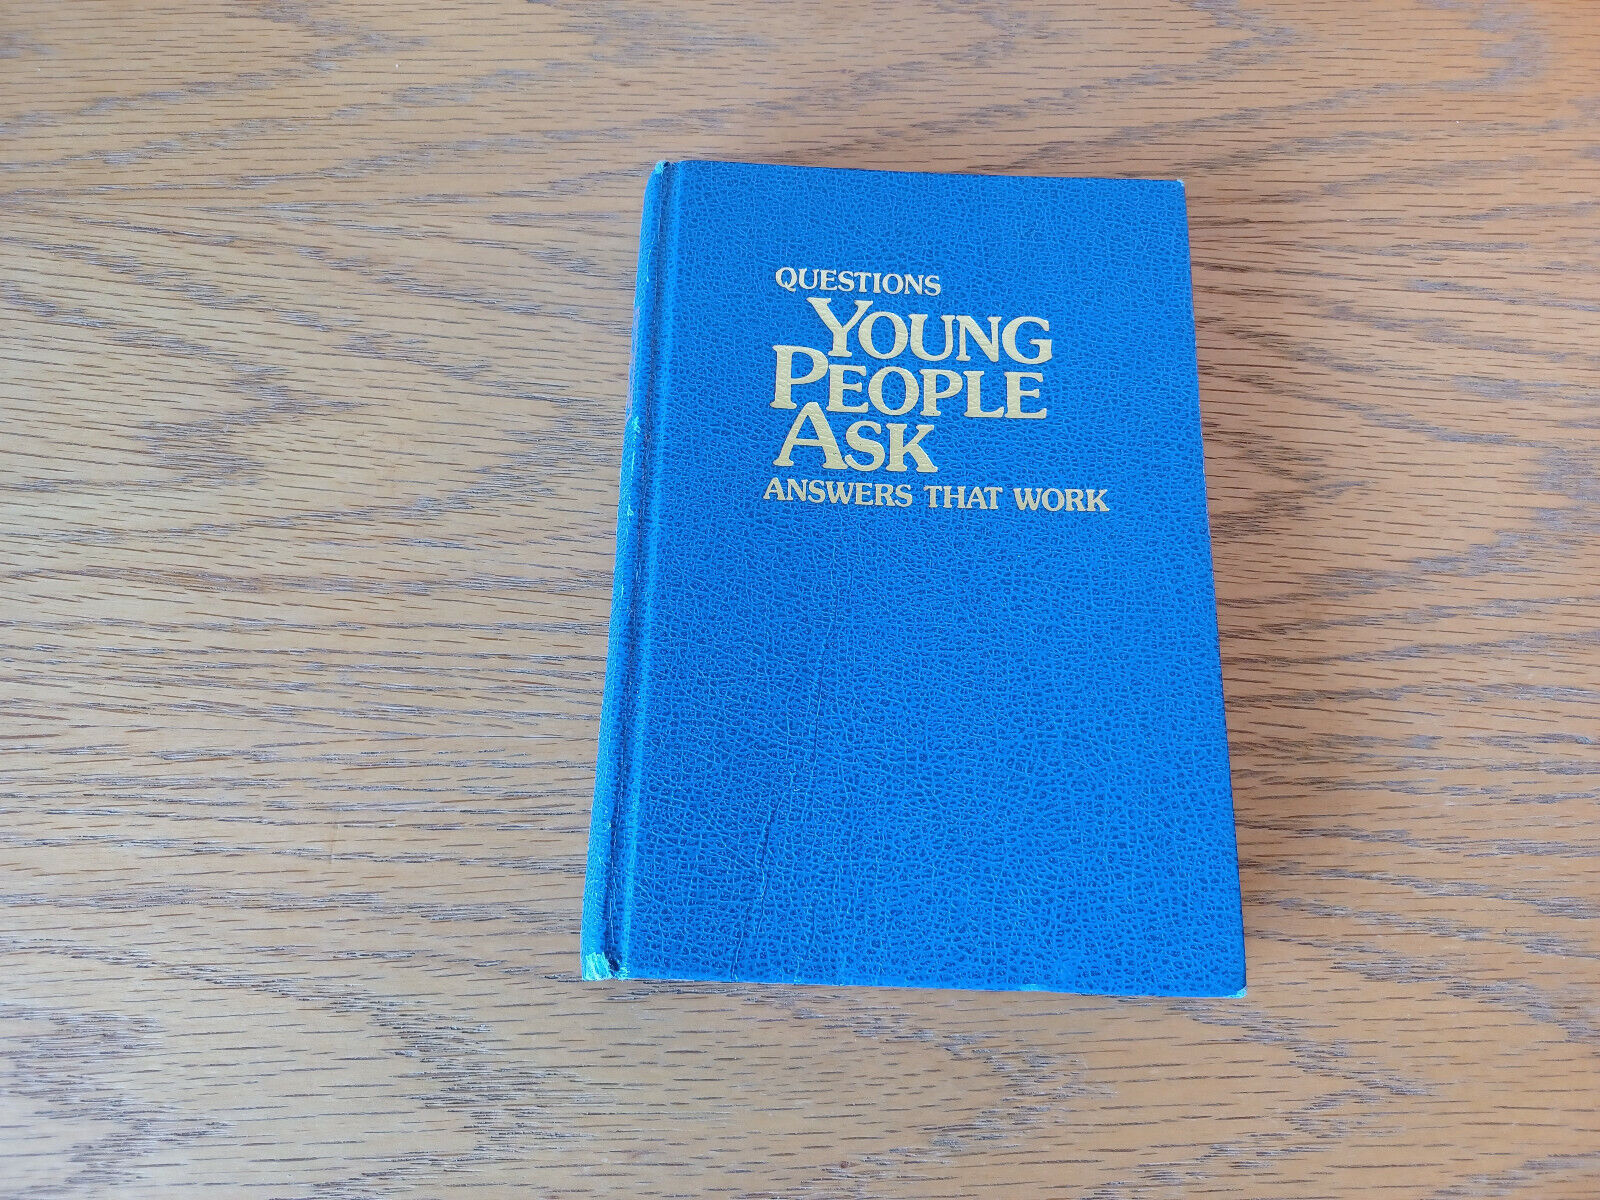 QUESTIONS
YOUNG
PEOPLE
ASK
ANSWERS THAT WORK